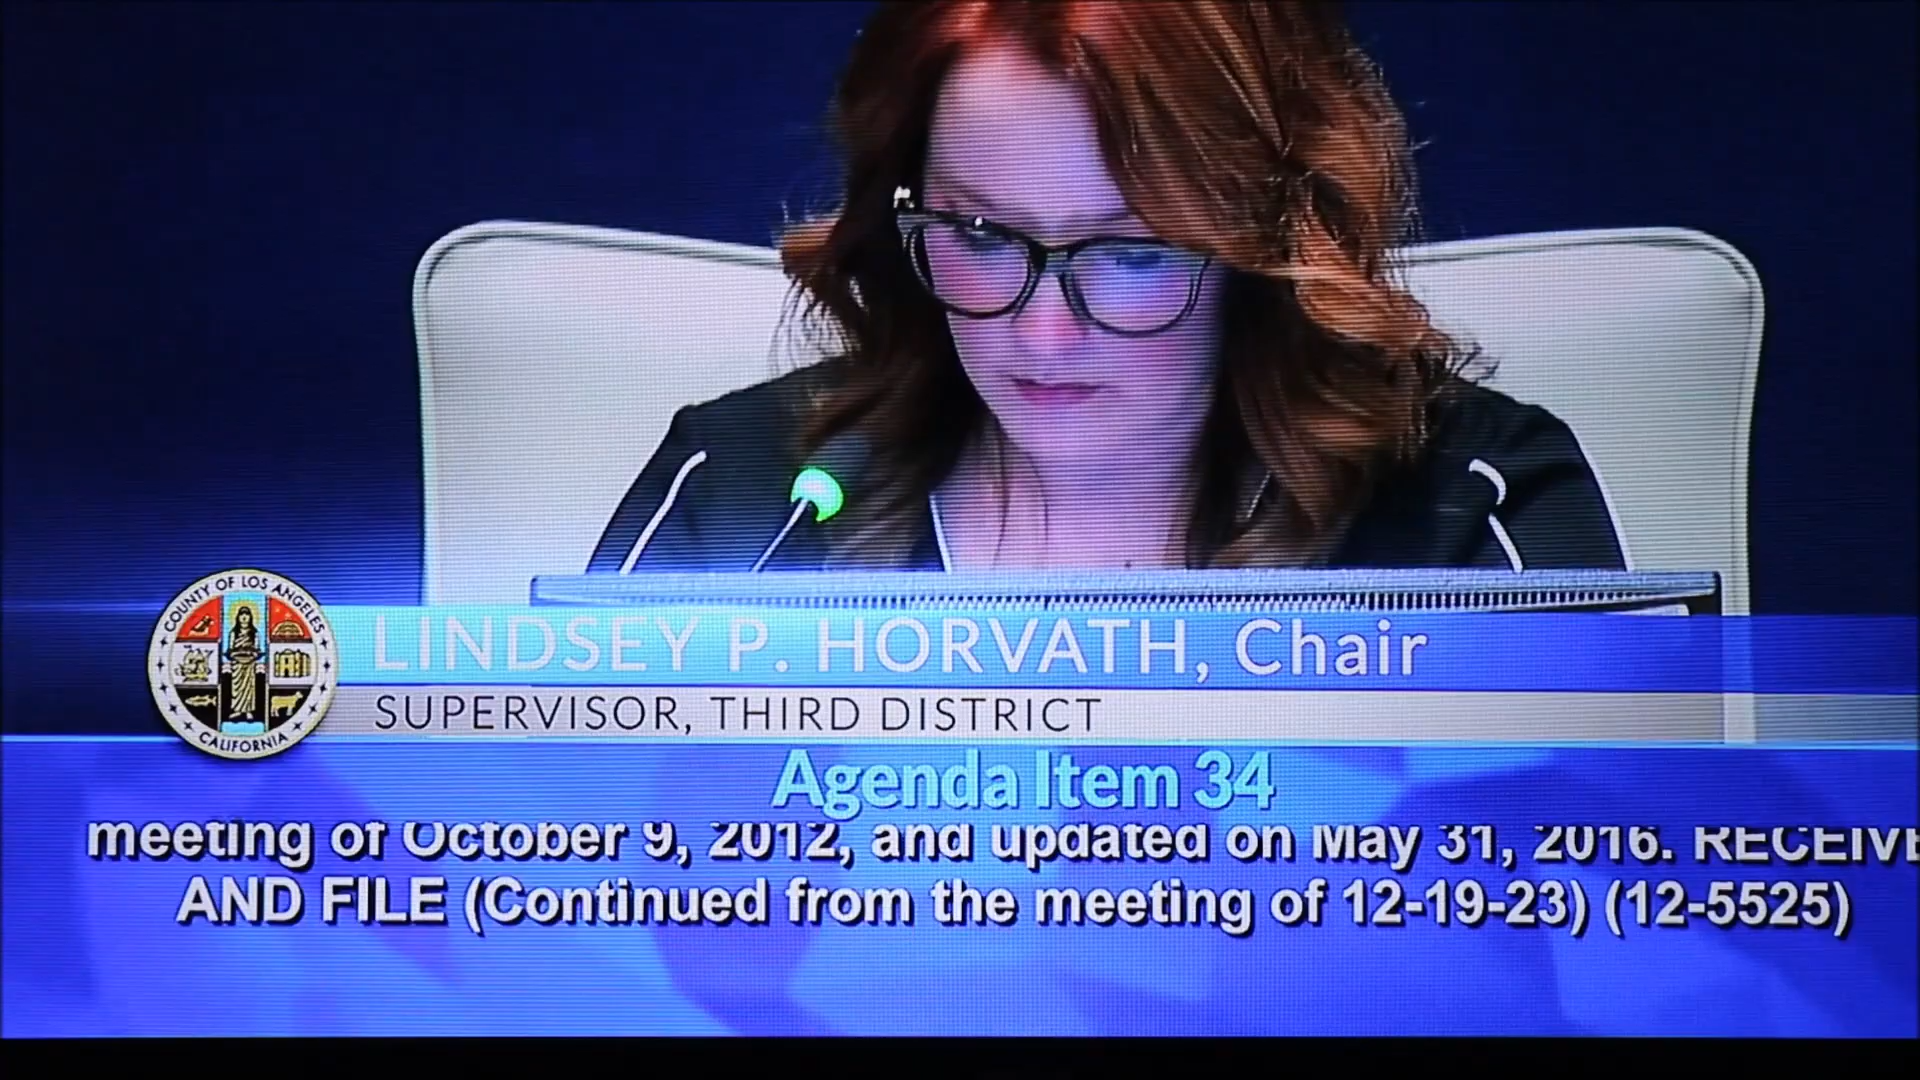 COUNTY OF LOS ANGELES
CALIFORNIA
LINDSEY P. HORVATH, Chair
SUPERVISOR, THIRD DISTRICT
Agenda Item 34
meeting of October 9, 2012, and updated on May 31, 2016. RECEIVE
AND FILE (Continued from the meeting of 12-19-23) (12-5525)